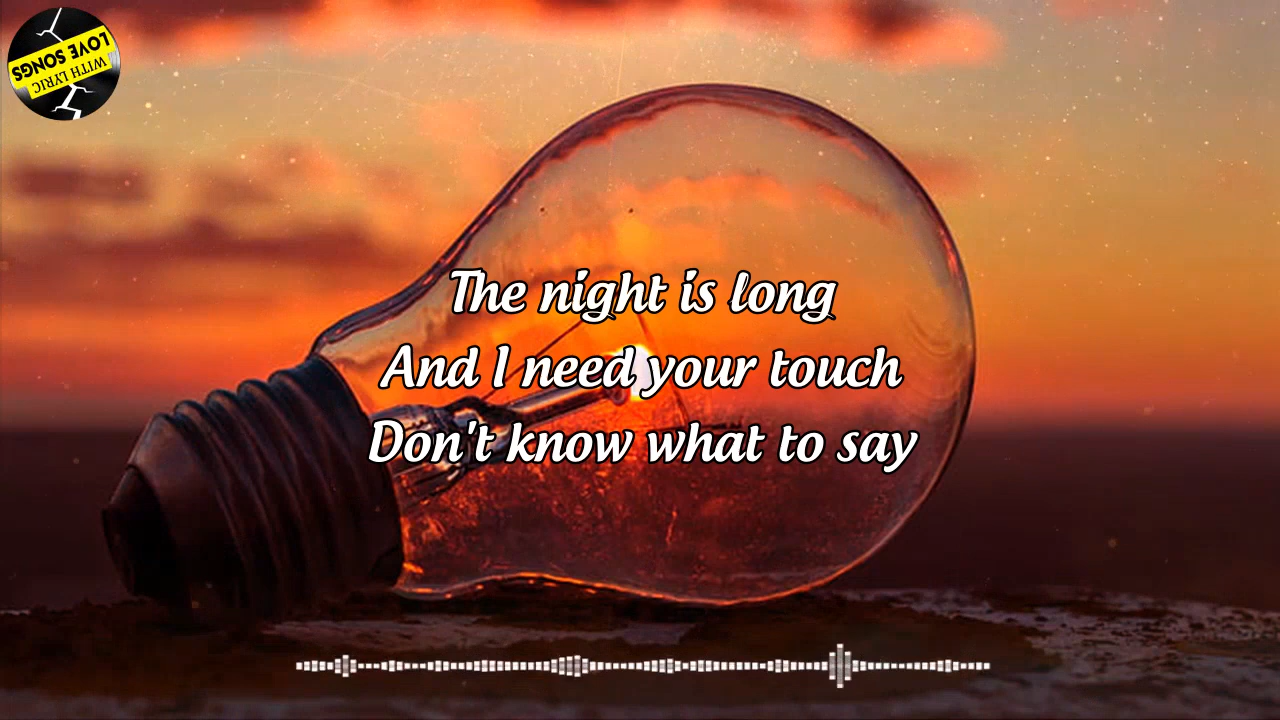 LOVE SONGS
WITH LYRIC
The night is long
And I need your touch
Don't know what to say